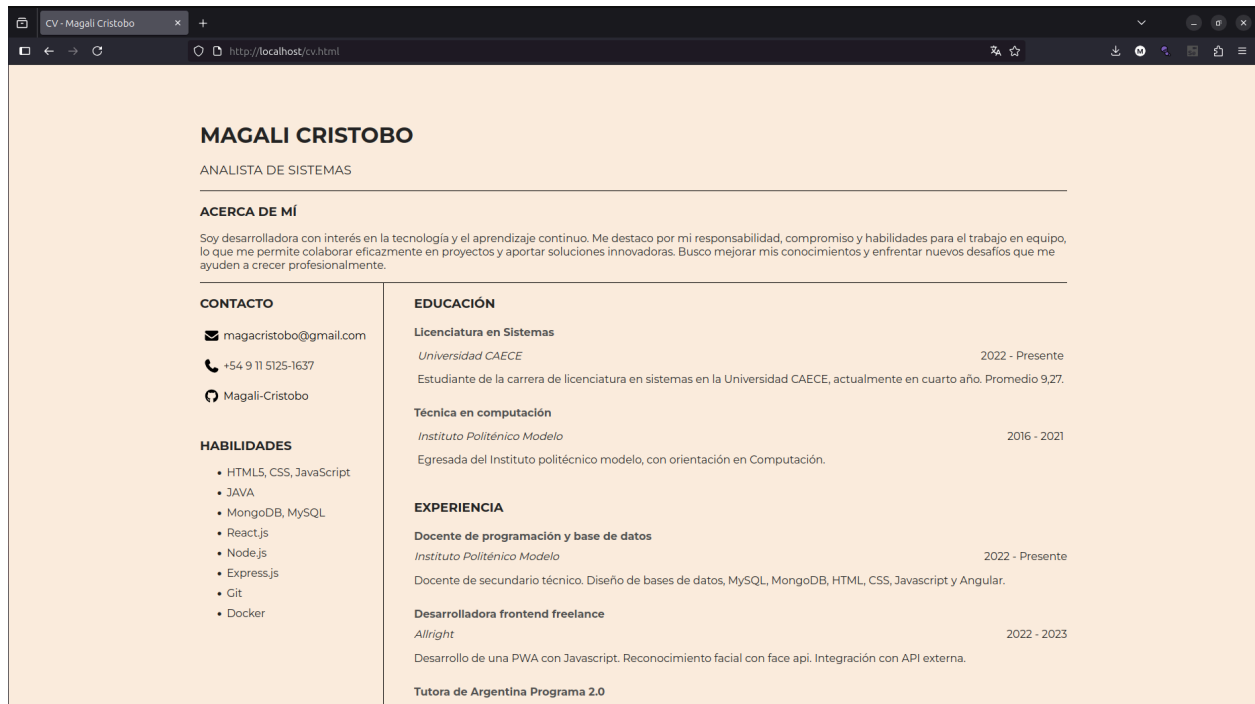 CV - Magali Cristobo
http://localhost/cv.html
MAGALI CRISTOBO
ANALISTA DE SISTEMAS
ACERCA DE MÍ
Soy desarrolladora con interés en la tecnología y el aprendizaje continuo. Me destaco por mi responsabilidad, compromiso y habilidades para el trabajo en equipo,
lo que me permite colaborar eficazmente en proyectos y aportar soluciones innovadoras. Busco mejorar mis conocimientos y enfrentar nuevos desafíos que me
ayuden a crecer profesionalmente.
CONTACTO
magacristobo@gmail.com
+54 9 11 5125-1637
Magali-Cristobo
HABILIDADES
• HTML5, CSS, JavaScript
• JAVA
• MongoDB, MySQL
• React.js
• Node.js
• Express.js
• Git
• Docker
EDUCACIÓN
Licenciatura en Sistemas
Universidad CAECE 2022 - Presente
Estudiante de la carrera de licenciatura en sistemas en la Universidad CAECE, actualmente en cuarto año. Promedio 9,27.
Técnica en computación
Instituto Politénico Modelo 2016 - 2021
Egresada del Instituto politécnico modelo, con orientación en Computación.
EXPERIENCIA
Docente de programación y base de datos
Instituto Politénico Modelo 2022 - Presente
Docente de secundario técnico. Diseño de bases de datos, MySQL, MongoDB, HTML, CSS, Javascript y Angular.
Desarrolladora frontend freelance
Allright 2022 - 2023
Desarrollo de una PWA con Javascript. Reconocimiento facial con face api. Integración con API externa.
Tutora de Argentina Programa 2.0